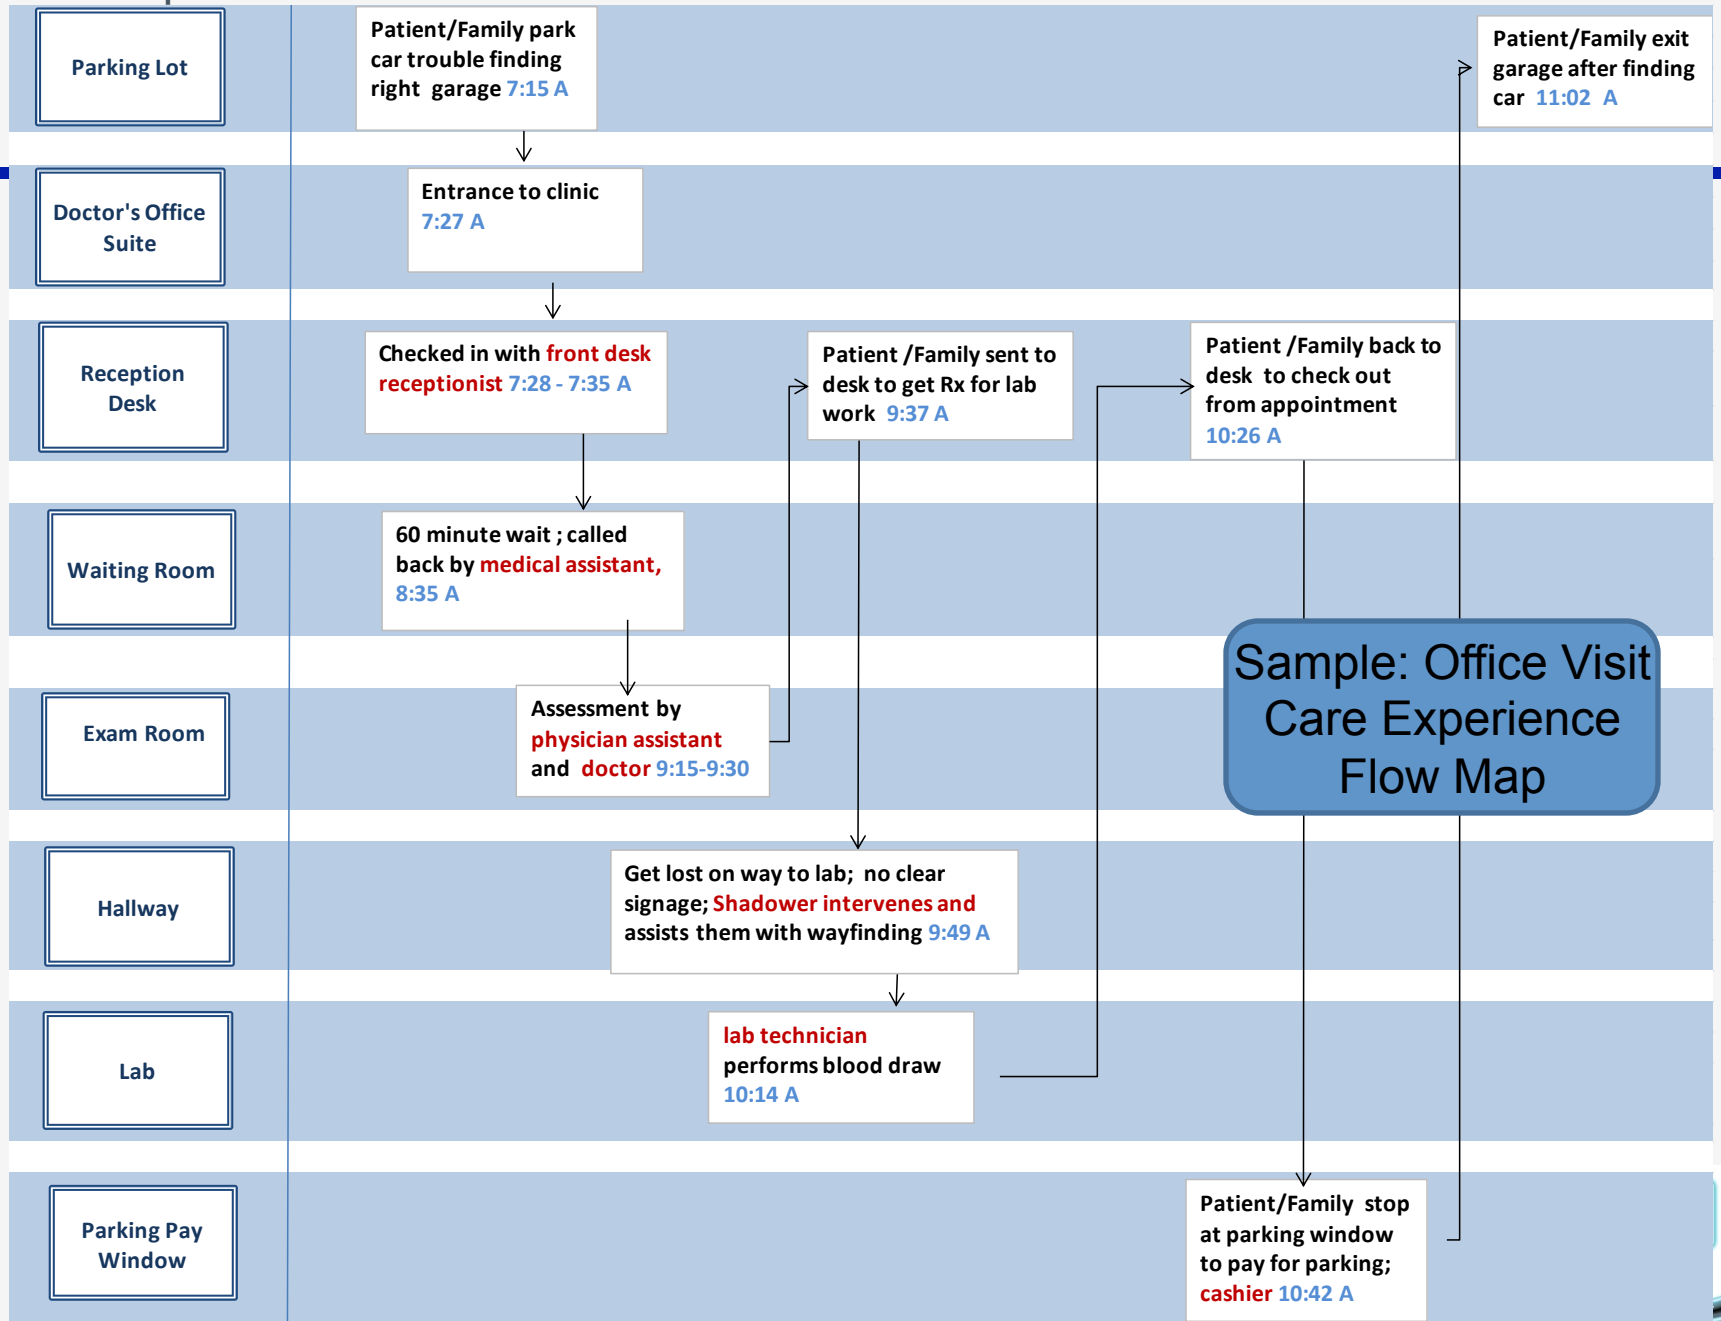 Parking Lot
Patient/Family park
car trouble finding
right garage 7:15 A
Patient/Family exit
garage after finding
car 11:02 A
Doctor's Office
Suite
Entrance to clinic
7:27 A
Reception
Desk
Checked in with front desk
receptionist 7:28 - 7:35 A
Patient /Family sent to
desk to get Rx for lab
work 9:37 A
Patient /Family back to
desk to check out
from appointment
10:26 A
Waiting Room
60 minute wait ; called
back by medical assistant,
8:35 A
Exam Room
Assessment by
physician assistant
and doctor 9:15-9:30
Sample: Office Visit
Care Experience
Flow Map
Hallway
Get lost on way to lab; no clear
signage; Shadower intervenes and
assists them with wayfinding 9:49 A
Lab
lab technician
performs blood draw
10:14 A
Parking Pay
Window
Patient/Family stop
at parking window
to pay for parking;
cashier 10:42 A